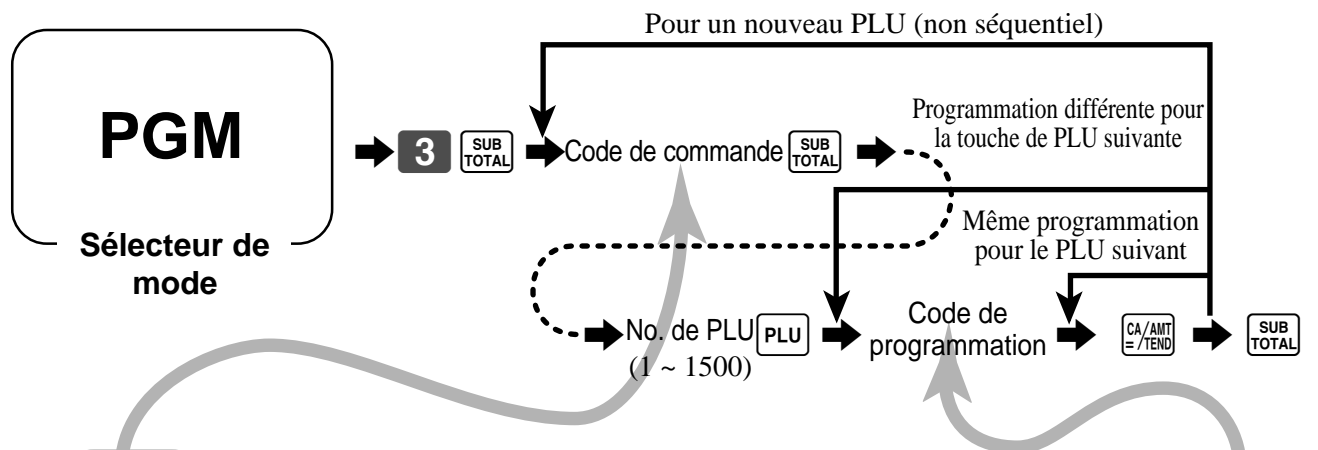 Pour un nouveau PLU (non séquentiel)
PGM
Sélecteur de
mode
3 SUB TOTAL
Code de commande SUB TOTAL
Programmation différente pour
la touche de PLU suivante
Même programmation
pour le PLU suivant
No. de PLU PLU
(1 ~ 1500)
Code de
programmation
CA/AMT
= /TEND
SUB
TOTAL